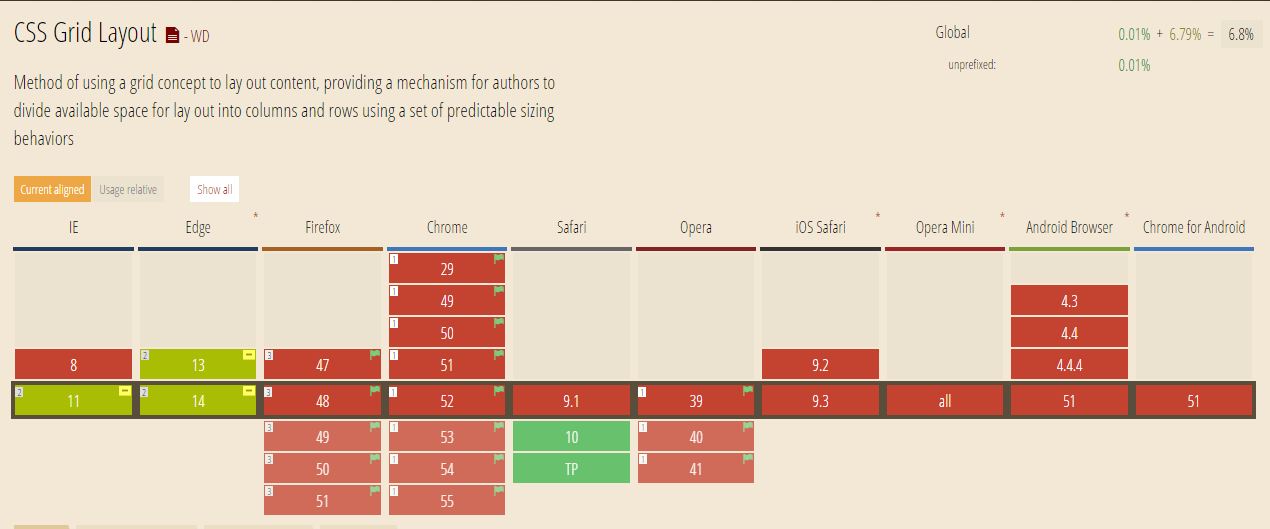 CSS Grid Layout - WD
Global 0.01% + 6.79% = 6.8%
unprefixed: 0.01%
Method of using a grid concept to lay out content, providing a mechanism for authors to
divide available space for lay out into columns and rows using a set of predictable sizing
behaviors
Current aligned Usage relative Show all
IE Edge * Firefox Chrome Safari Opera iOS Safari * Opera Mini * Android Browser * Chrome for Android
1 29
1 49 4.3
1 50 4.4
8 2 13 3 47 1 51 9.2 4.4.4
2 11 2 14 3 48 1 52 9.1 1 39 9.3 all 51 51
3 49 1 53 10 1 40
3 50 1 54 TP 1 41
3 51 1 55